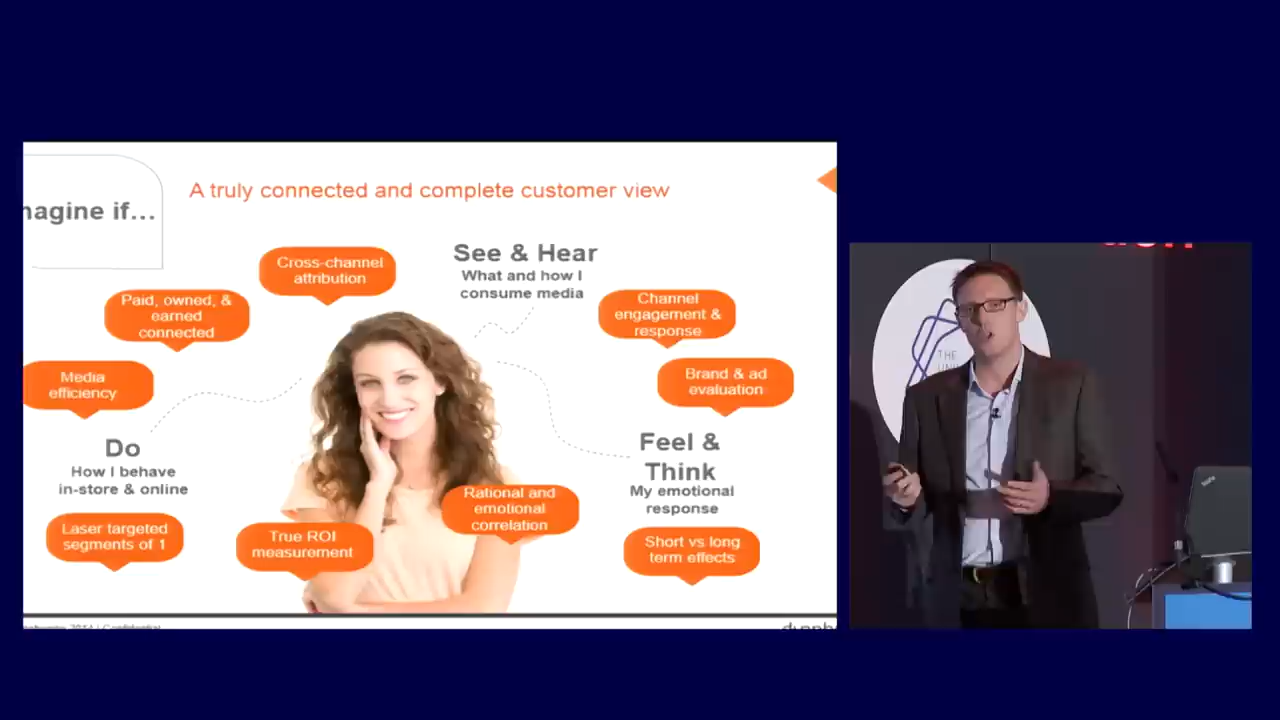 magine if...
A truly connected and complete customer view
Cross-channel
attribution
See & Hear
What and how I
consume media
Paid, owned, &
earned
connected
Channel
engagement &
response
Media
efficiency
Brand & ad
evaluation
Do
How I behave
in-store & online
Feel &
Think
My emotional
response
Rational and
emotional
correlation
Laser targeted
segments of 1
True ROI
measurement
Short vs long
term effects
2014 | Confidential
THE